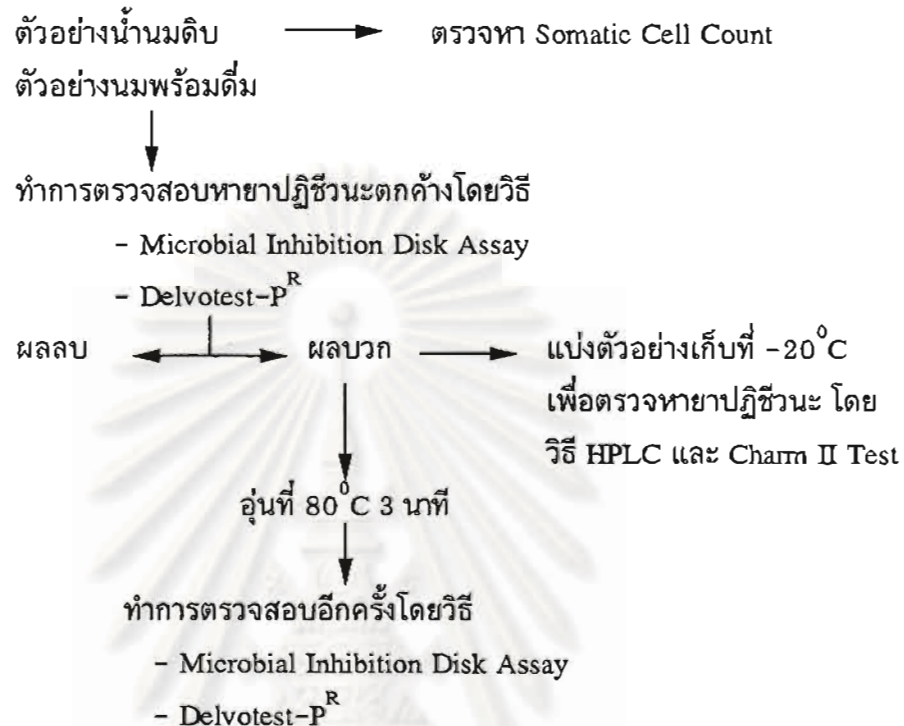 ตัวอย่างน้ำนมดิบ ตรวจหา Somatic Cell Count
ตัวอย่างนมพร้อมดื่ม
ทำการตรวจสอบหายาปฏิชีวนะตกค้างโดยวิธี
- Microbial Inhibition Disk Assay
- Delvotest-P^R
ผลลบ ผลบวก แบ่งตัวอย่างเก็บที่ -20⁰C
เพื่อตรวจหายาปฏิชีวนะ โดย
วิธี HPLC และ Charm II Test
อุ่นที่ 80⁰C 3 นาที
ทำการตรวจสอบอีกครั้งโดยวิธี
- Microbial Inhibition Disk Assay
- Delvotest-P^R